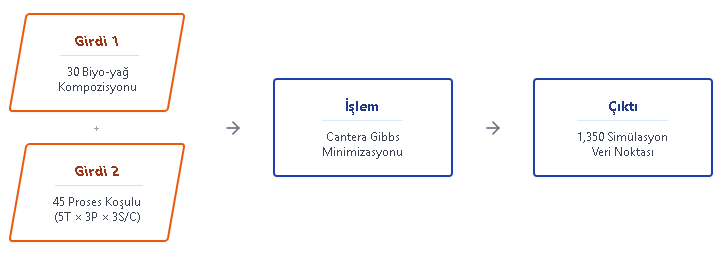 Girdi 1
30 Biyo-yağ
Kompozisyonu
+
Girdi 2
45 Proses Koşulu
(5T × 3P × 3S/C)
İşlem
Cantera Gibbs
Minimizasyonu
Çıktı
1,350 Simülasyon
Veri Noktası